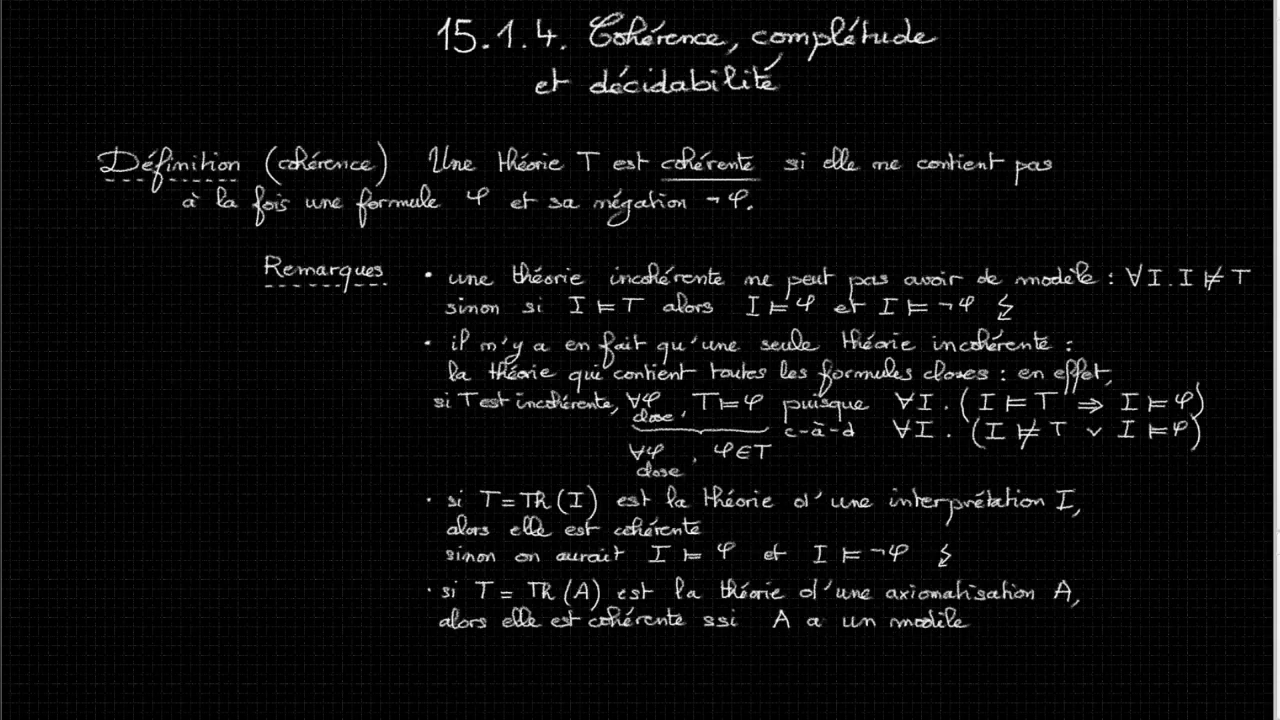 15.1.4. Cohérence, complétude
et décidabilité
Définition (cohérence) Une théorie T est cohérente si elle ne contient pas
à la fois une formule φ et sa négation ¬φ.
Remarques • une théorie incohérente ne peut pas avoir de modèle : ∀I. I ⊭ T
sinon si I ⊨ T alors I ⊨ φ et I ⊨ ¬φ ↯
• il n'y a en fait qu'une seule théorie incohérente :
la théorie qui contient toutes les formules closes : en effet,
si T est incohérente, ∀φ close, T ⊨ φ puisque ∀I. (I ⊨ T ⇒ I ⊨ φ)
c-à-d ∀I. (I ⊭ T ∨ I ⊨ φ)
∀φ close, φ ∈ T
• si T = Th(I) est la théorie d'une interprétation I,
alors elle est cohérente
sinon on aurait I ⊨ φ et I ⊨ ¬φ ↯
• si T = Th(A) est la théorie d'une axiomatisation A,
alors elle est cohérente ssi A a un modèle